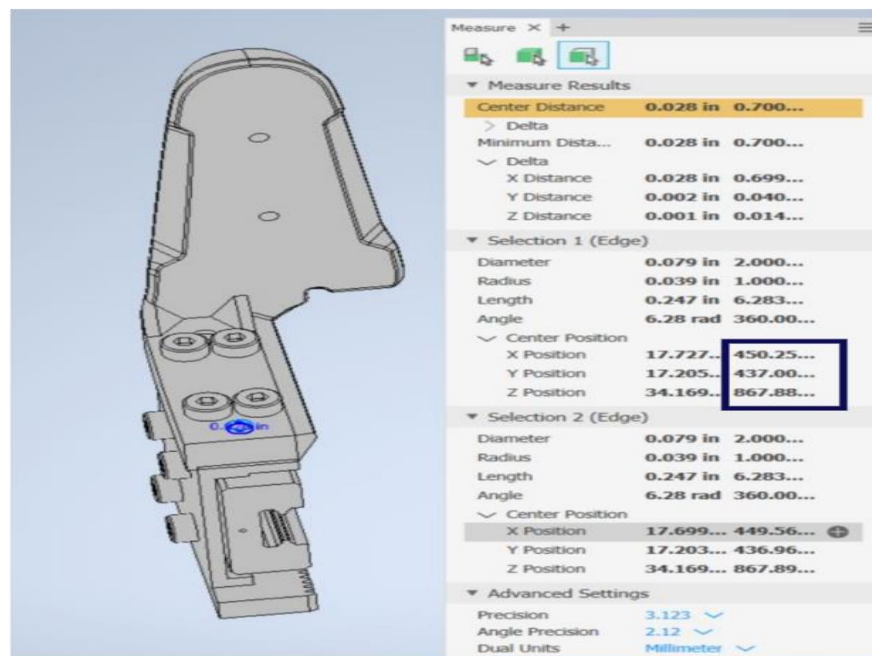 Measure × +
Measure Results
Center Distance 0.028 in 0.700...
Delta
Minimum Dista... 0.028 in 0.700...
Delta
X Distance 0.028 in 0.699...
Y Distance 0.002 in 0.040...
Z Distance 0.001 in 0.014...
Selection 1 (Edge)
Diameter 0.079 in 2.000...
Radius 0.039 in 1.000...
Length 0.247 in 6.283...
Angle 6.28 rad 360.00...
Center Position
X Position 17.727... 450.25...
Y Position 17.205... 437.00...
Z Position 34.169... 867.88...
Selection 2 (Edge)
Diameter 0.079 in 2.000...
Radius 0.039 in 1.000...
Length 0.247 in 6.283...
Angle 6.28 rad 360.00...
Center Position
X Position 17.699... 449.56...
Y Position 17.203... 436.96...
Z Position 34.169... 867.89...
Advanced Settings
Precision 3.123
Angle Precision 2.12
Dual Units Millimeter